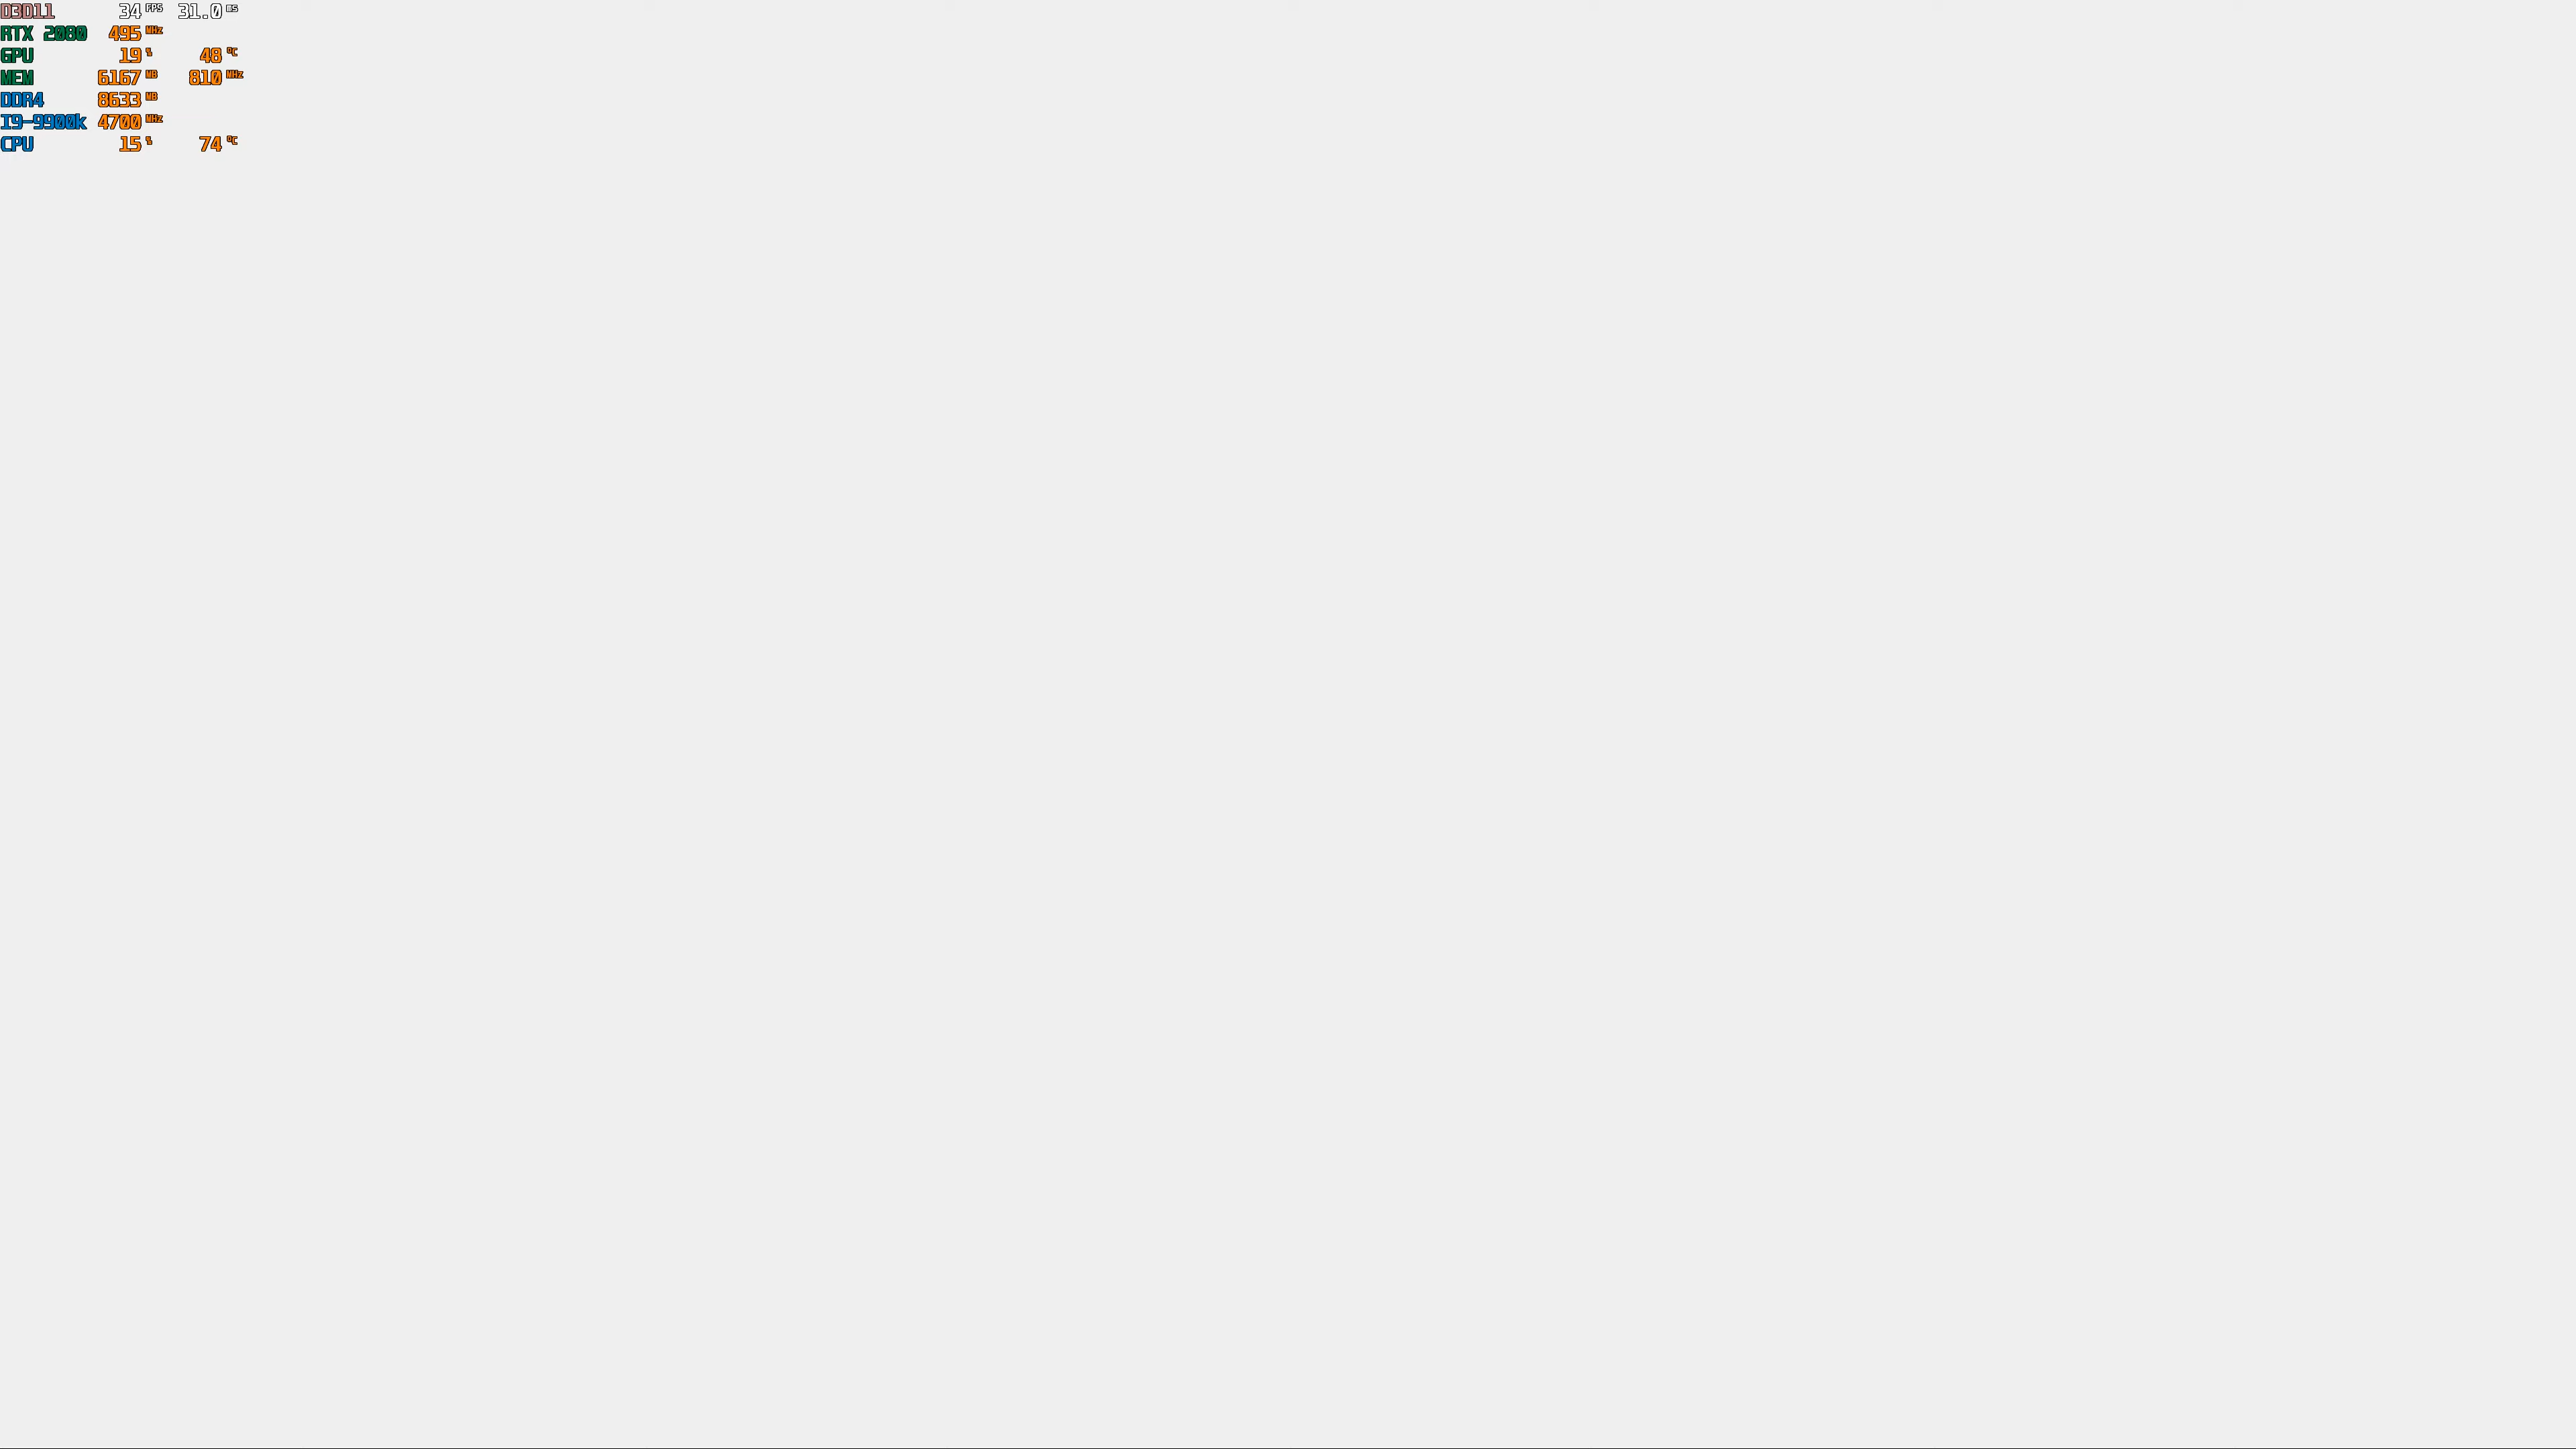 D3D11 34 FPS 31.0 ms
RTX 2080 495 MHz
GPU 19 % 48 °C
MEM 6167 MB 810 MHz
DDR4 8633 MB
I9-9900k 4700 MHz
CPU 15 % 74 °C